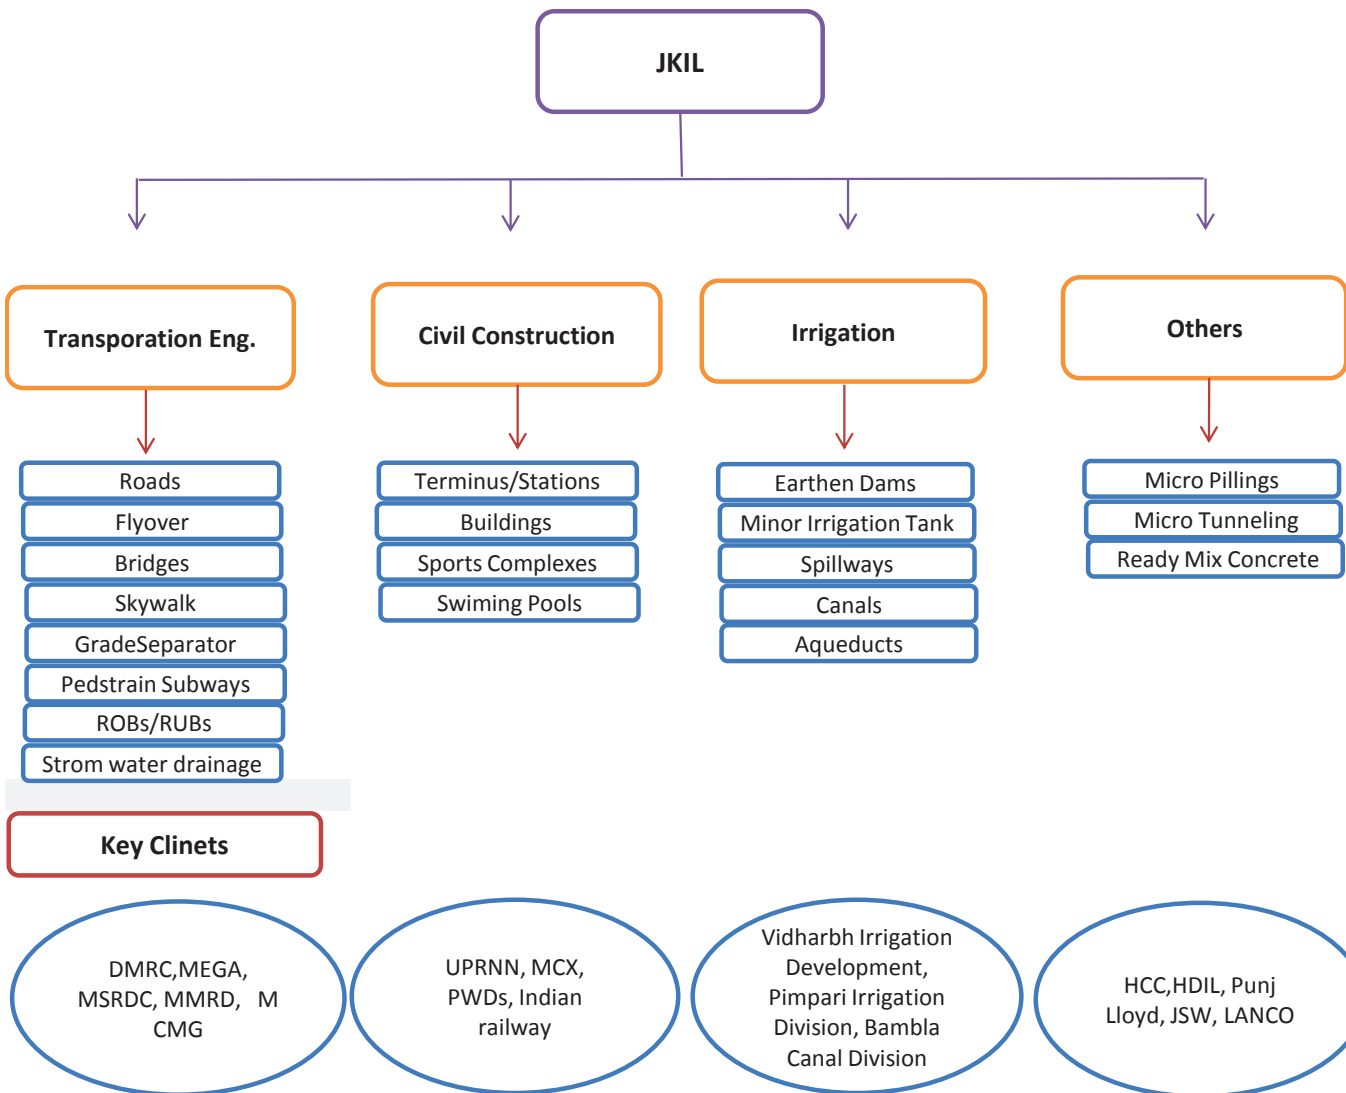 JKIL
Transporation Eng.
Civil Construction
Irrigation
Others
Roads
Flyover
Bridges
Skywalk
GradeSeparator
Pedstrain Subways
ROBs/RUBs
Strom water drainage
Terminus/Stations
Buildings
Sports Complexes
Swiming Pools
Earthen Dams
Minor Irrigation Tank
Spillways
Canals
Aqueducts
Micro Pillings
Micro Tunneling
Ready Mix Concrete
Key Clinets
DMRC,MEGA,
MSRDC, MMRD, M
CMG
UPRNN, MCX,
PWDs, Indian
railway
Vidharbh Irrigation
Development,
Pimpari Irrigation
Division, Bambla
Canal Division
HCC,HDIL, Punj
Lloyd, JSW, LANCO